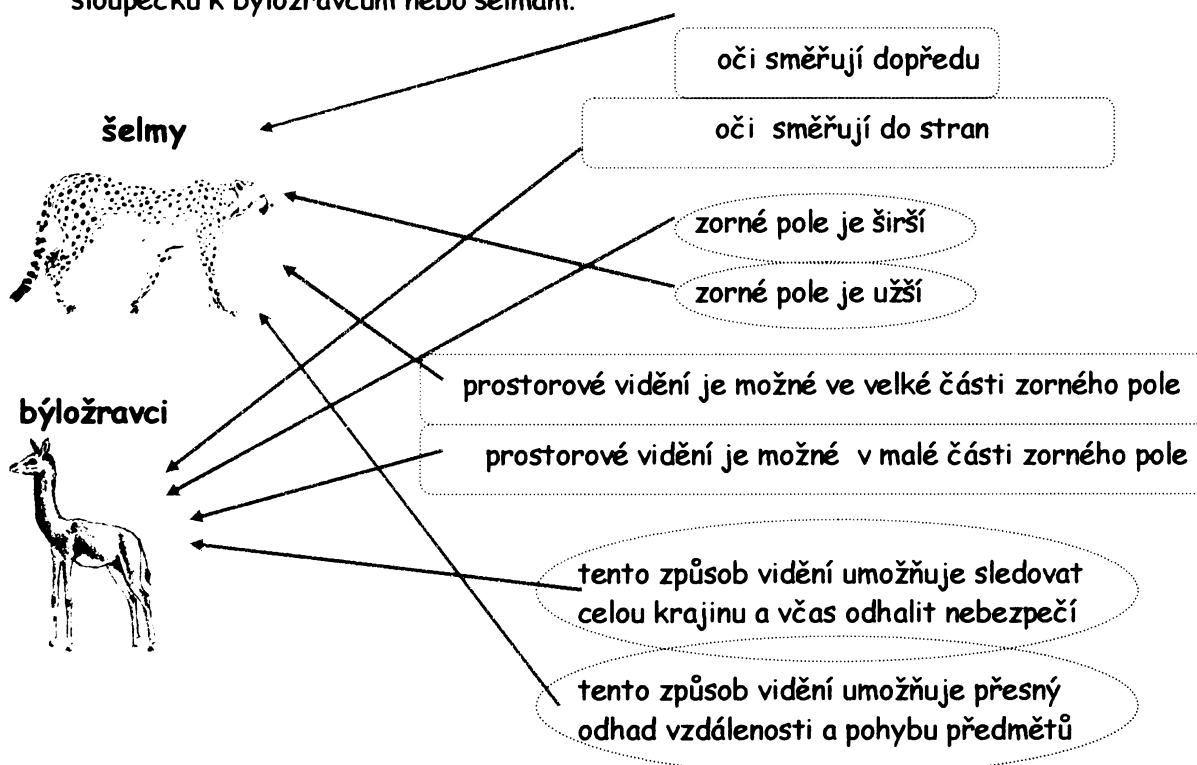 sloupečku k býložravcům nebo šelmám.
oči směřují dopředu
šelmy
oči směřují do stran
zorné pole je širší
zorné pole je užší
prostorové vidění je možné ve velké části zorného pole
býložravci
prostorové vidění je možné v malé části zorného pole
tento způsob vidění umožňuje sledovat
celou krajinu a včas odhalit nebezpečí
tento způsob vidění umožňuje přesný
odhad vzdálenosti a pohybu předmětů